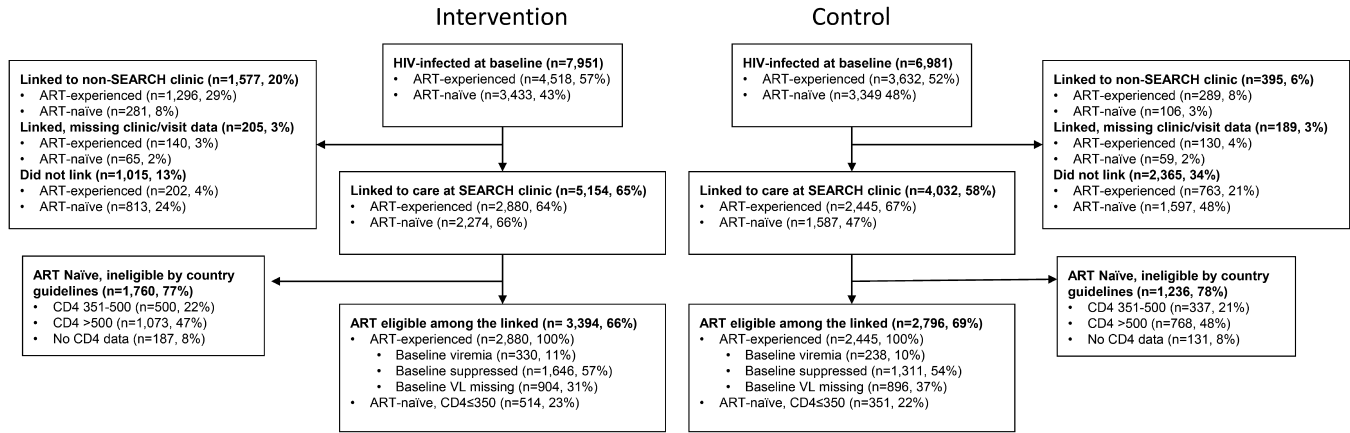 Intervention
Control
HIV-infected at baseline (n=7,951)
• ART-experienced (n=4,518, 57%)
• ART-naïve (n=3,433, 43%)
HIV-infected at baseline (n=6,981)
• ART-experienced (n=3,632, 52%)
• ART-naïve (n=3,349 48%)
Linked to non-SEARCH clinic (n=1,577, 20%)
• ART-experienced (n=1,296, 29%)
• ART-naïve (n=281, 8%)
Linked, missing clinic/visit data (n=205, 3%)
• ART-experienced (n=140, 3%)
• ART-naïve (n=65, 2%)
Did not link (n=1,015, 13%)
• ART-experienced (n=202, 4%)
• ART-naïve (n=813, 24%)
Linked to non-SEARCH clinic (n=395, 6%)
• ART-experienced (n=289, 8%)
• ART-naïve (n=106, 3%)
Linked, missing clinic/visit data (n=189, 3%)
• ART-experienced (n=130, 4%)
• ART-naïve (n=59, 2%)
Did not link (n=2,365, 34%)
• ART-experienced (n=763, 21%)
• ART-naïve (n=1,597, 48%)
Linked to care at SEARCH clinic (n=5,154, 65%)
• ART-experienced (n=2,880, 64%)
• ART-naïve (n=2,274, 66%)
Linked to care at SEARCH clinic (n=4,032, 58%)
• ART-experienced (n=2,445, 67%)
• ART-naïve (n=1,587, 47%)
ART Naïve, ineligible by country
guidelines (n=1,760, 77%)
• CD4 351-500 (n=500, 22%)
• CD4 >500 (n=1,073, 47%)
• No CD4 data (n=187, 8%)
ART Naïve, ineligible by country
guidelines (n=1,236, 78%)
• CD4 351-500 (n=337, 21%)
• CD4 >500 (n=768, 48%)
• No CD4 data (n=131, 8%)
ART eligible among the linked (n= 3,394, 66%)
• ART-experienced (n=2,880, 100%)
• Baseline viremia (n=330, 11%)
• Baseline suppressed (n=1,646, 57%)
• Baseline VL missing (n=904, 31%)
• ART-naïve, CD4≤350 (n=514, 23%)
ART eligible among the linked (n=2,796, 69%)
• ART-experienced (n=2,445, 100%)
• Baseline viremia (n=238, 10%)
• Baseline suppressed (n=1,311, 54%)
• Baseline VL missing (n=896, 37%)
• ART-naïve, CD4≤350 (n=351, 22%)